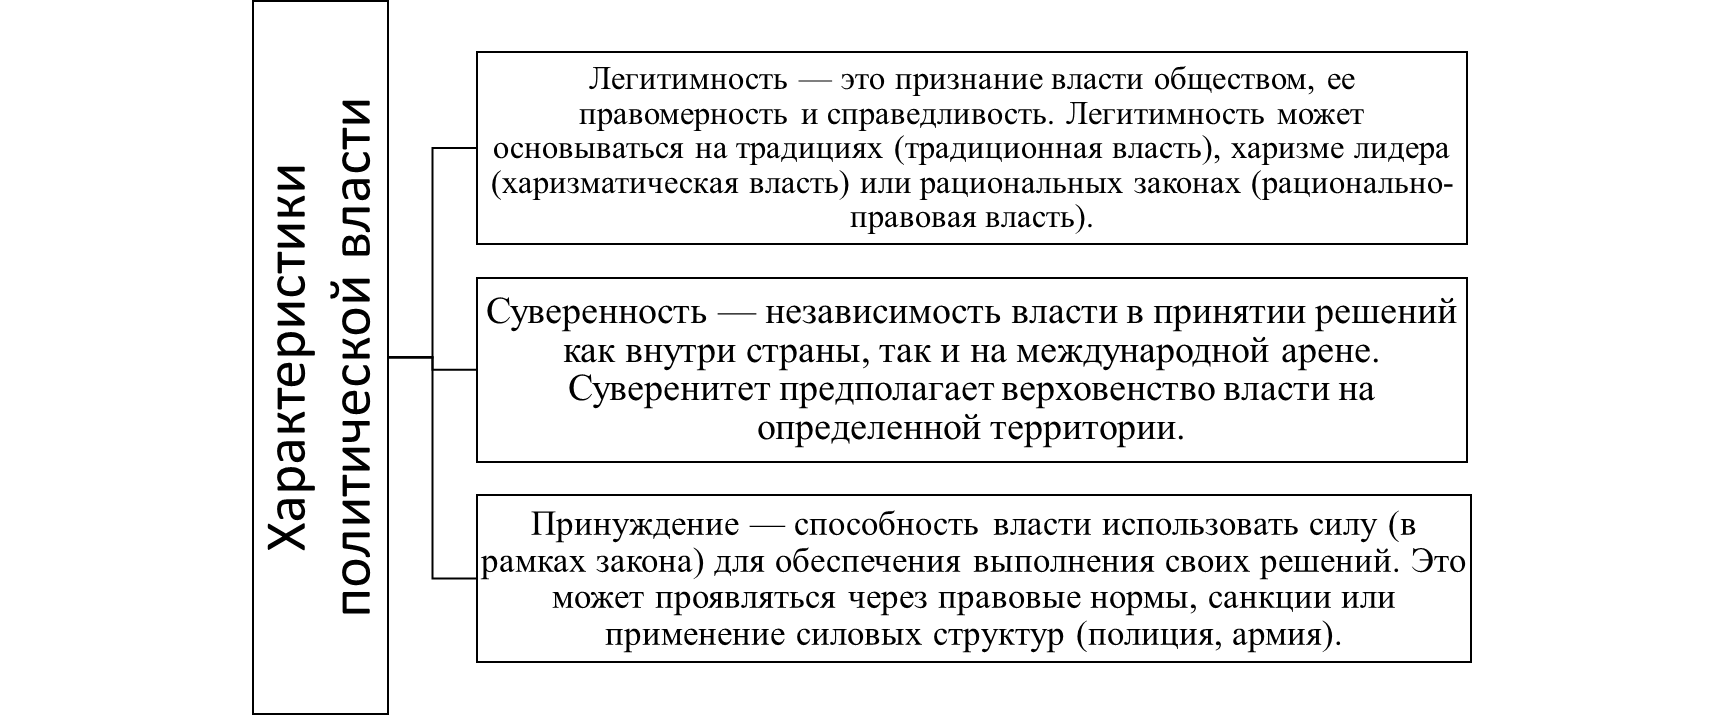 Характеристики
политической власти
Легитимность — это признание власти обществом, ее
правомерность и справедливость. Легитимность может
основываться на традициях (традиционная власть), харизме лидера
(харизматическая власть) или рациональных законах (рационально-
правовая власть).
Суверенность — независимость власти в принятии решений
как внутри страны, так и на международной арене.
Суверенитет предполагает верховенство власти на
определенной территории.
Принуждение — способность власти использовать силу (в
рамках закона) для обеспечения выполнения своих решений. Это
может проявляться через правовые нормы, санкции или
применение силовых структур (полиция, армия).